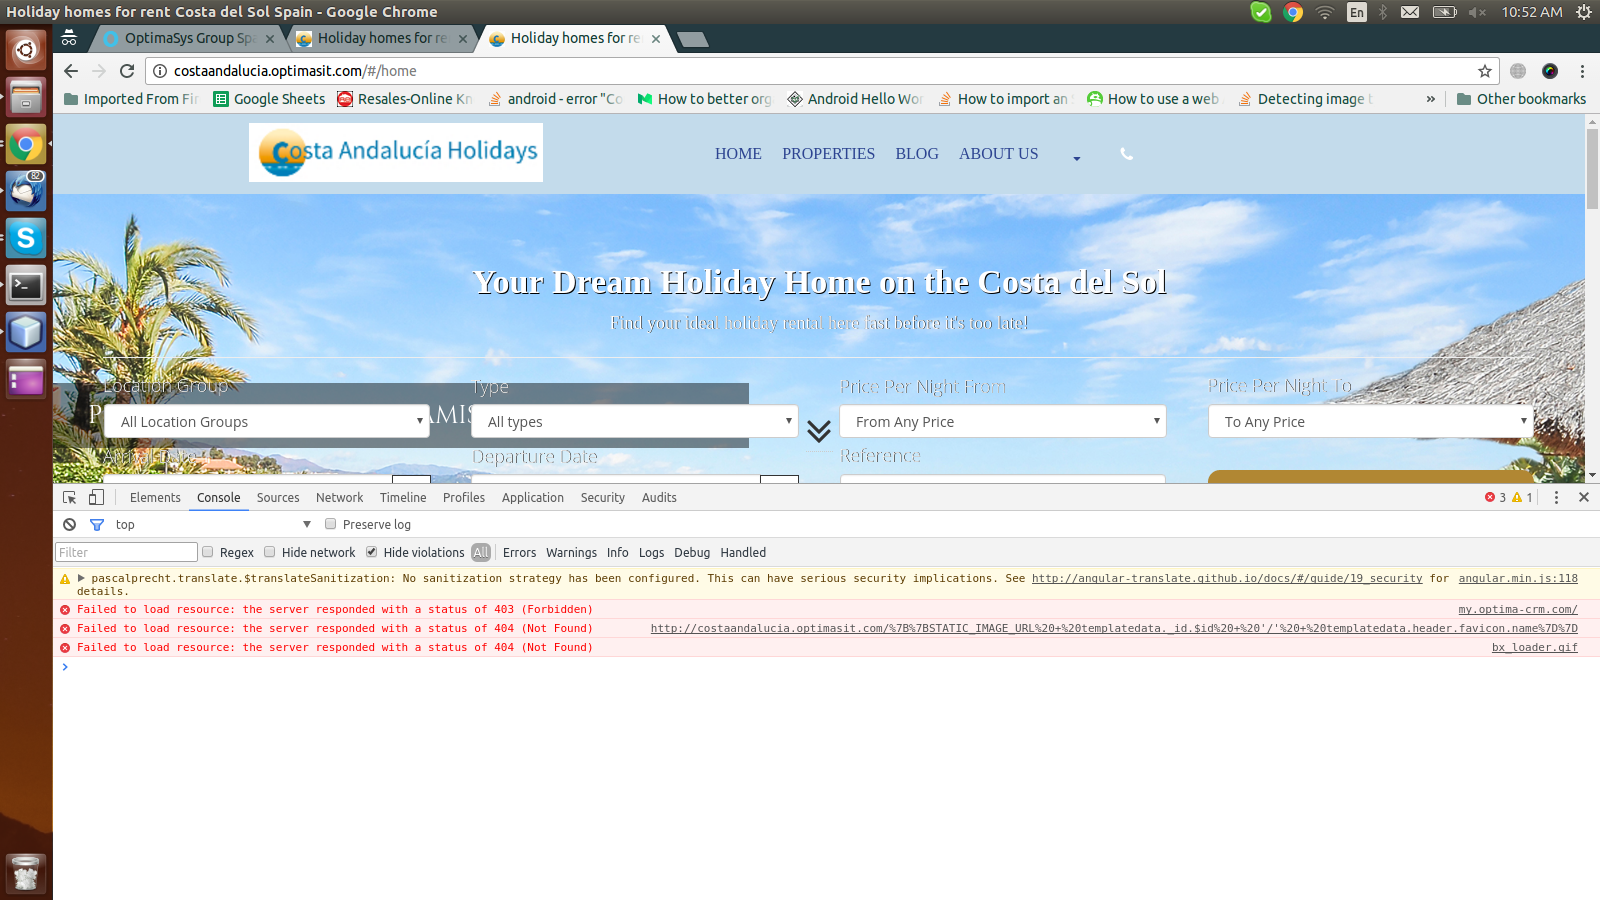 Holiday homes for rent Costa del Sol Spain - Google Chrome
En
10:52 AM
OptimaSys Group Spa
Holiday homes for re
Holiday homes for re
costaandalucia.optimasit.com/#/home
Imported From Fir
Google Sheets
Resales-Online Kn
android - error "Co
How to better org
Android Hello Wor
How to import an
How to use a web
Detecting image t
»
Other bookmarks
82
Costa Andalucía Holidays
HOME
PROPERTIES
BLOG
ABOUT US
Your Dream Holiday Home on the Costa del Sol
Find your ideal holiday rental here fast before it's too late!
Location Group
Type
Price Per Night From
Price Per Night To
All Location Groups
All types
From Any Price
To Any Price
Arrival Date
Departure Date
Reference
Elements
Console
Sources
Network
Timeline
Profiles
Application
Security
Audits
3
1
top
Preserve log
Filter
Regex
Hide network
Hide violations
All
Errors
Warnings
Info
Logs
Debug
Handled
pascalprecht.translate.$translateSanitization: No sanitization strategy has been configured. This can have serious security implications. See http://angular-translate.github.io/docs/#/guide/19_security for
angular.min.js:118
details.
Failed to load resource: the server responded with a status of 403 (Forbidden)
my.optima-crm.com/
Failed to load resource: the server responded with a status of 404 (Not Found)
http://costaandalucia.optimasit.com/%7B%7BSTATIC_IMAGE_URL%20+%20templatedata._id.$id%20+%20'/'%20+%20templatedata.header.favicon.name%7D%7D
Failed to load resource: the server responded with a status of 404 (Not Found)
bx_loader.gif